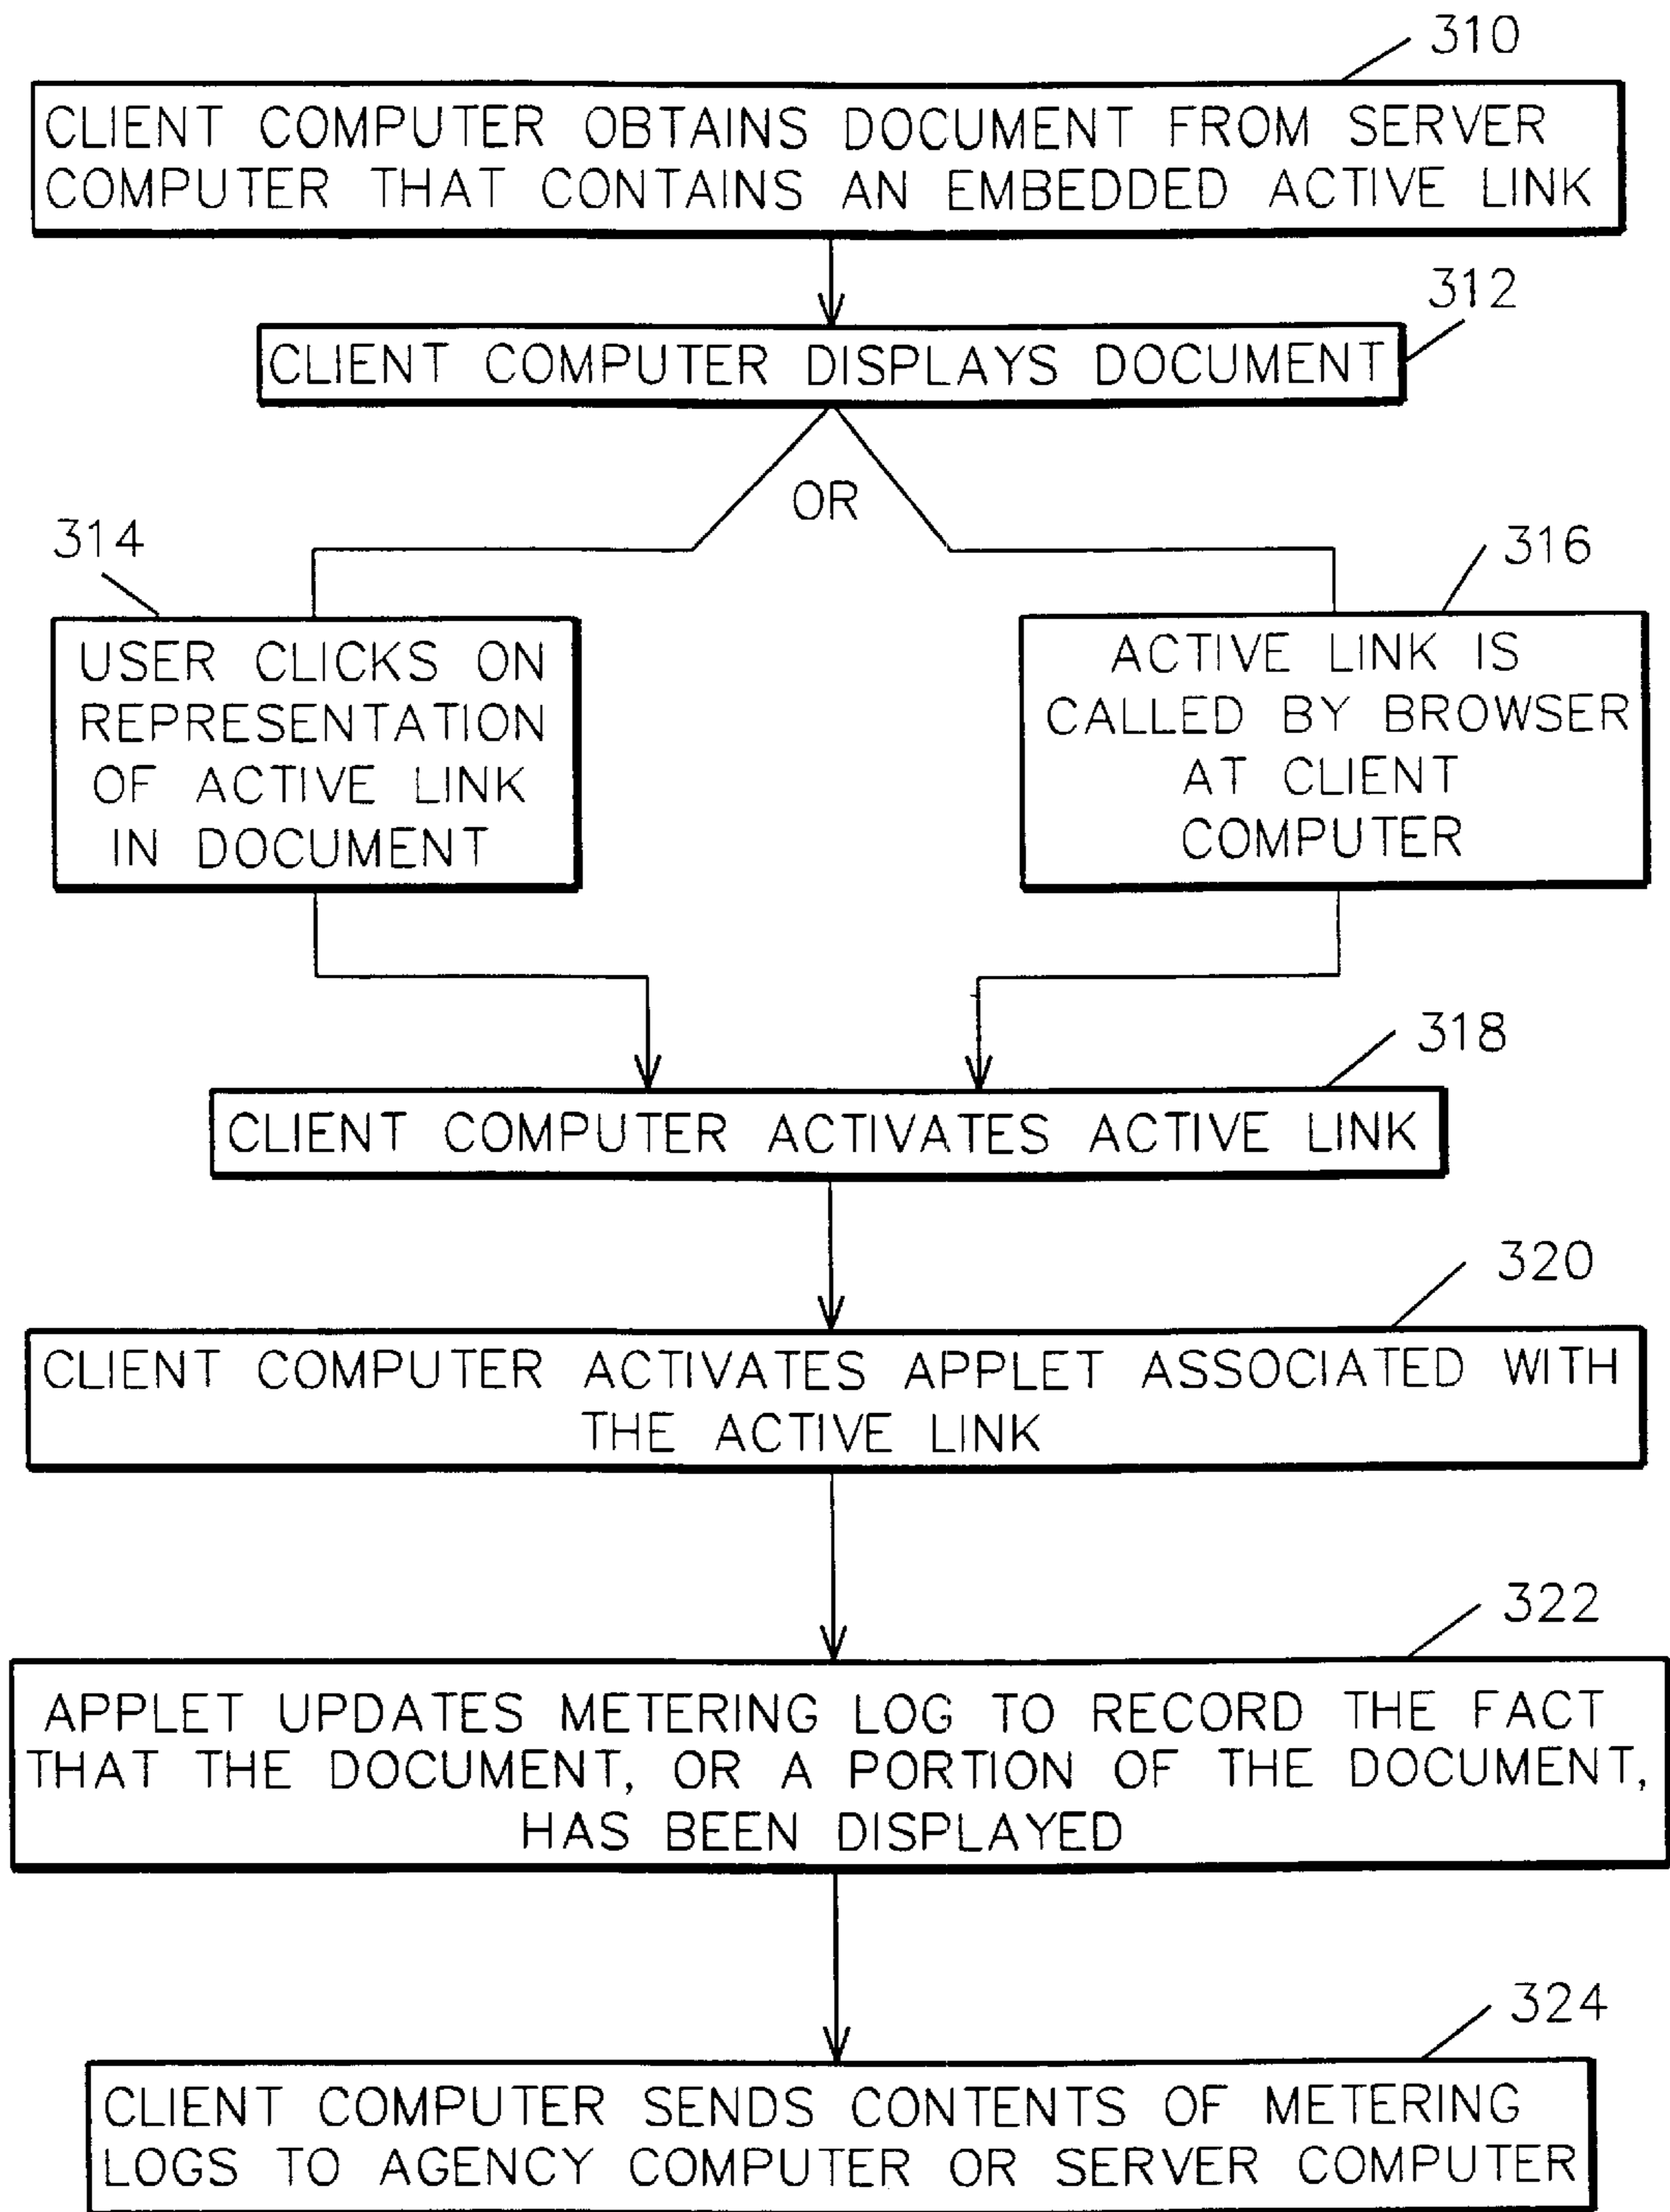 310
CLIENT COMPUTER OBTAINS DOCUMENT FROM SERVER
COMPUTER THAT CONTAINS AN EMBEDDED ACTIVE LINK
312
CLIENT COMPUTER DISPLAYS DOCUMENT
OR
314
USER CLICKS ON
REPRESENTATION
OF ACTIVE LINK
IN DOCUMENT
316
ACTIVE LINK IS
CALLED BY BROWSER
AT CLIENT
COMPUTER
318
CLIENT COMPUTER ACTIVATES ACTIVE LINK
320
CLIENT COMPUTER ACTIVATES APPLET ASSOCIATED WITH
THE ACTIVE LINK
322
APPLET UPDATES METERING LOG TO RECORD THE FACT
THAT THE DOCUMENT, OR A PORTION OF THE DOCUMENT,
HAS BEEN DISPLAYED
324
CLIENT COMPUTER SENDS CONTENTS OF METERING
LOGS TO AGENCY COMPUTER OR SERVER COMPUTER